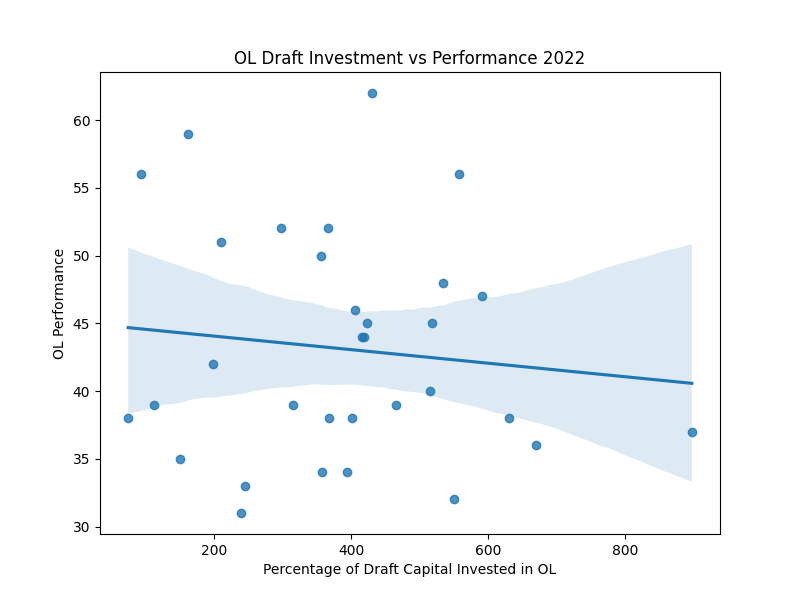 OL Draft Investment vs Performance 2022
60
55
50
45
40
35
30
OL Performance
200 400 600 800
Percentage of Draft Capital Invested in OL